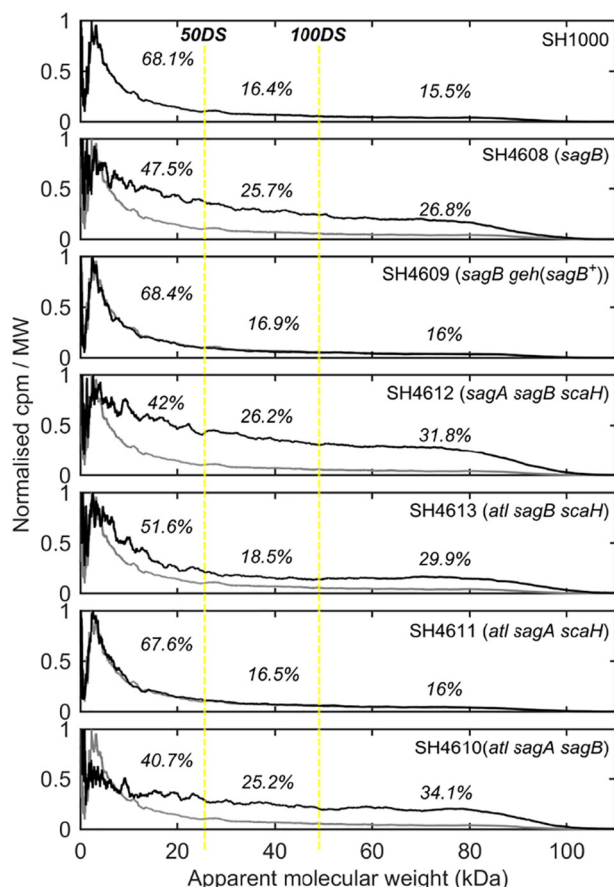 50DS 100DS
SH1000
68.1% 16.4% 15.5%
1
0.5
0
SH4608 (sagB)
47.5% 25.7% 26.8%
1
0.5
0
SH4609 (sagB geh(sagB+))
68.4% 16.9% 16%
1
0.5
0
SH4612 (sagA sagB scaH)
42% 26.2% 31.8%
1
0.5
0
SH4613 (atl sagB scaH)
51.6% 18.5% 29.9%
1
0.5
0
SH4611 (atl sagA scaH)
67.6% 16.5% 16%
1
0.5
0
SH4610(atl sagA sagB)
40.7% 25.2% 34.1%
1
0.5
0
0 20 40 60 80 100
Apparent molecular weight (kDa)
Normalised cpm / MW